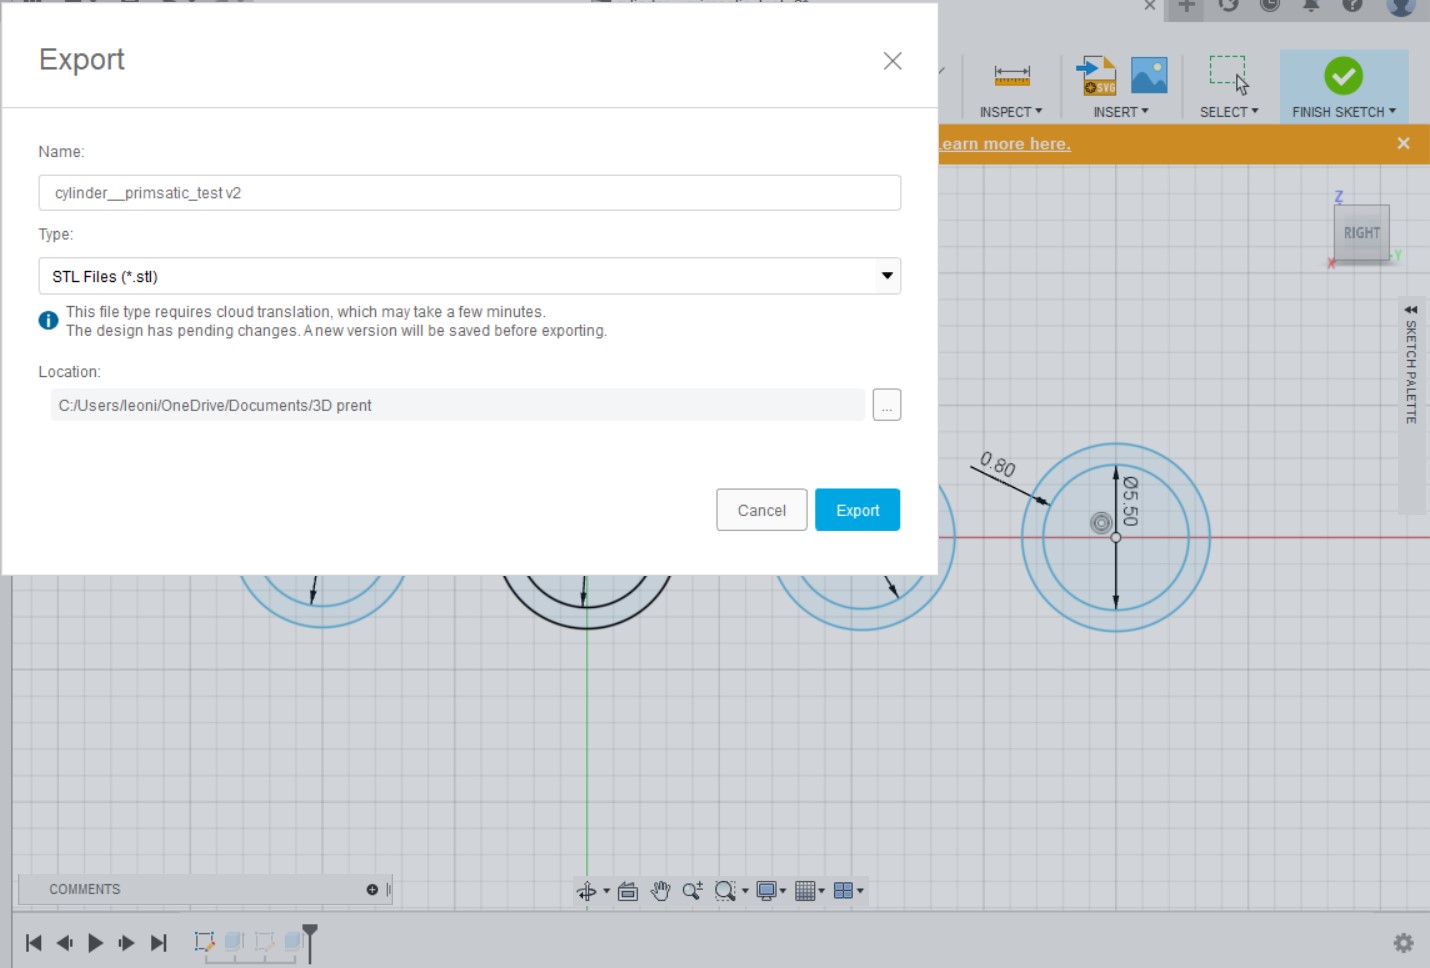 Export
Name:
cylinder__primsatic_test v2
Type:
STL Files (*.stl)
This file type requires cloud translation, which may take a few minutes.
The design has pending changes. A new version will be saved before exporting.
Location:
C:/Users/leoni/OneDrive/Documents/3D prent
...
Cancel
Export
INSPECT
INSERT
SELECT
FINISH SKETCH
SVG
earn more here.
Z
RIGHT
X
Y
SKETCH PALETTE
0.80
Ø5.50
COMMENTS